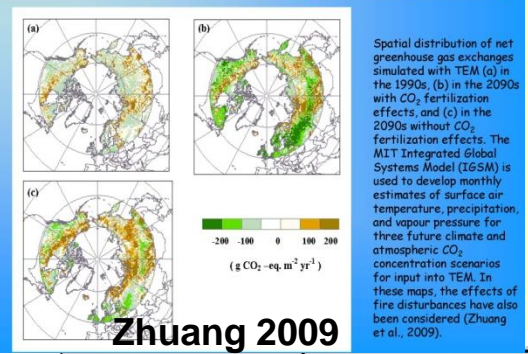 (a)
(b)
(c)
-200 -100 0 100 200
( g CO₂ –eq. m⁻² yr⁻¹ )
Zhuang 2009
Spatial distribution of net
greenhouse gas exchanges
simulated with TEM (a) in
the 1990s, (b) in the 2090s
with CO₂ fertilization
effects, and (c) in the
2090s without CO₂
fertilization effects. The
MIT Integrated Global
Systems Model (IGSM) is
used to develop monthly
estimates of surface air
temperature, precipitation,
and vapour pressure for
three future climate and
atmospheric CO₂
concentration scenarios
for input into TEM. In
these maps, the effects of
fire disturbances have also
been considered (Zhuang
et al., 2009).